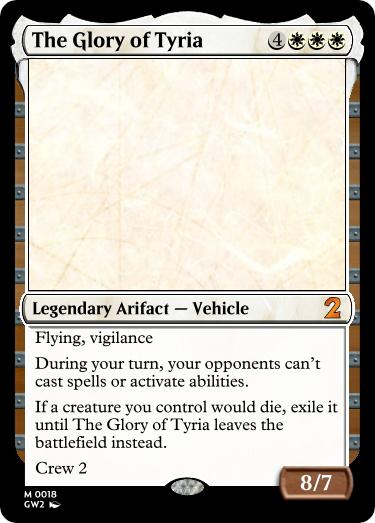 The Glory of Tyria 4
Legendary Arifact — Vehicle 2
Flying, vigilance
During your turn, your opponents can't
cast spells or activate abilities.
If a creature you control would die, exile it
until The Glory of Tyria leaves the
battlefield instead.
Crew 2
8/7
M 0018
GW2